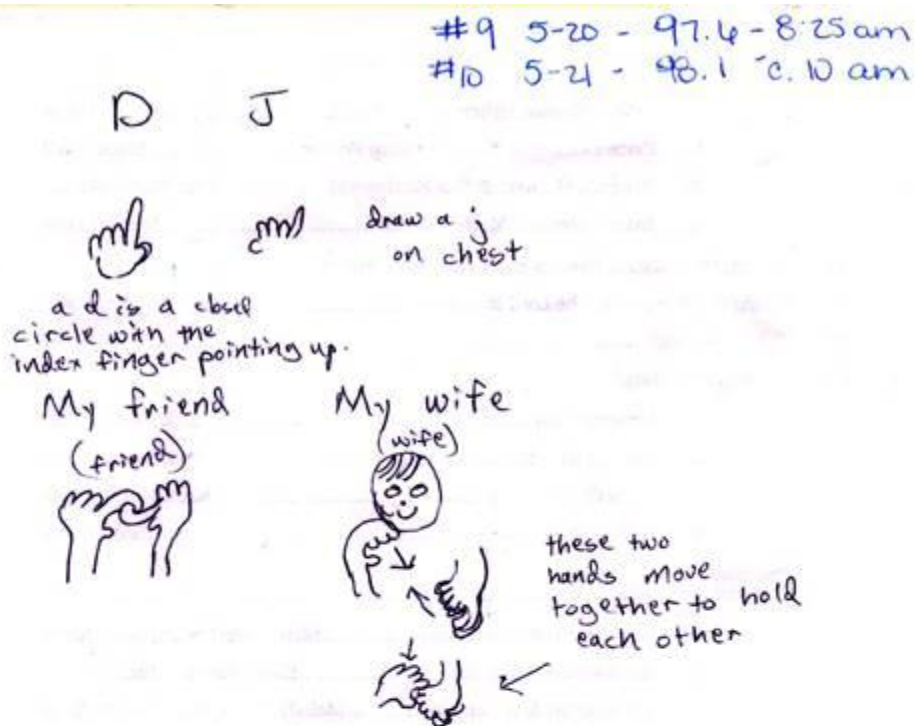 #9 5-20 - 97.6 - 8:25 am
#10 5-21 - 98.1 10 am
D J
draw a j
on chest
a d is a closed
circle with the
index finger pointing up.
My friend
My wife
(friend)
(wife)
these two
hands move
together to hold
each other